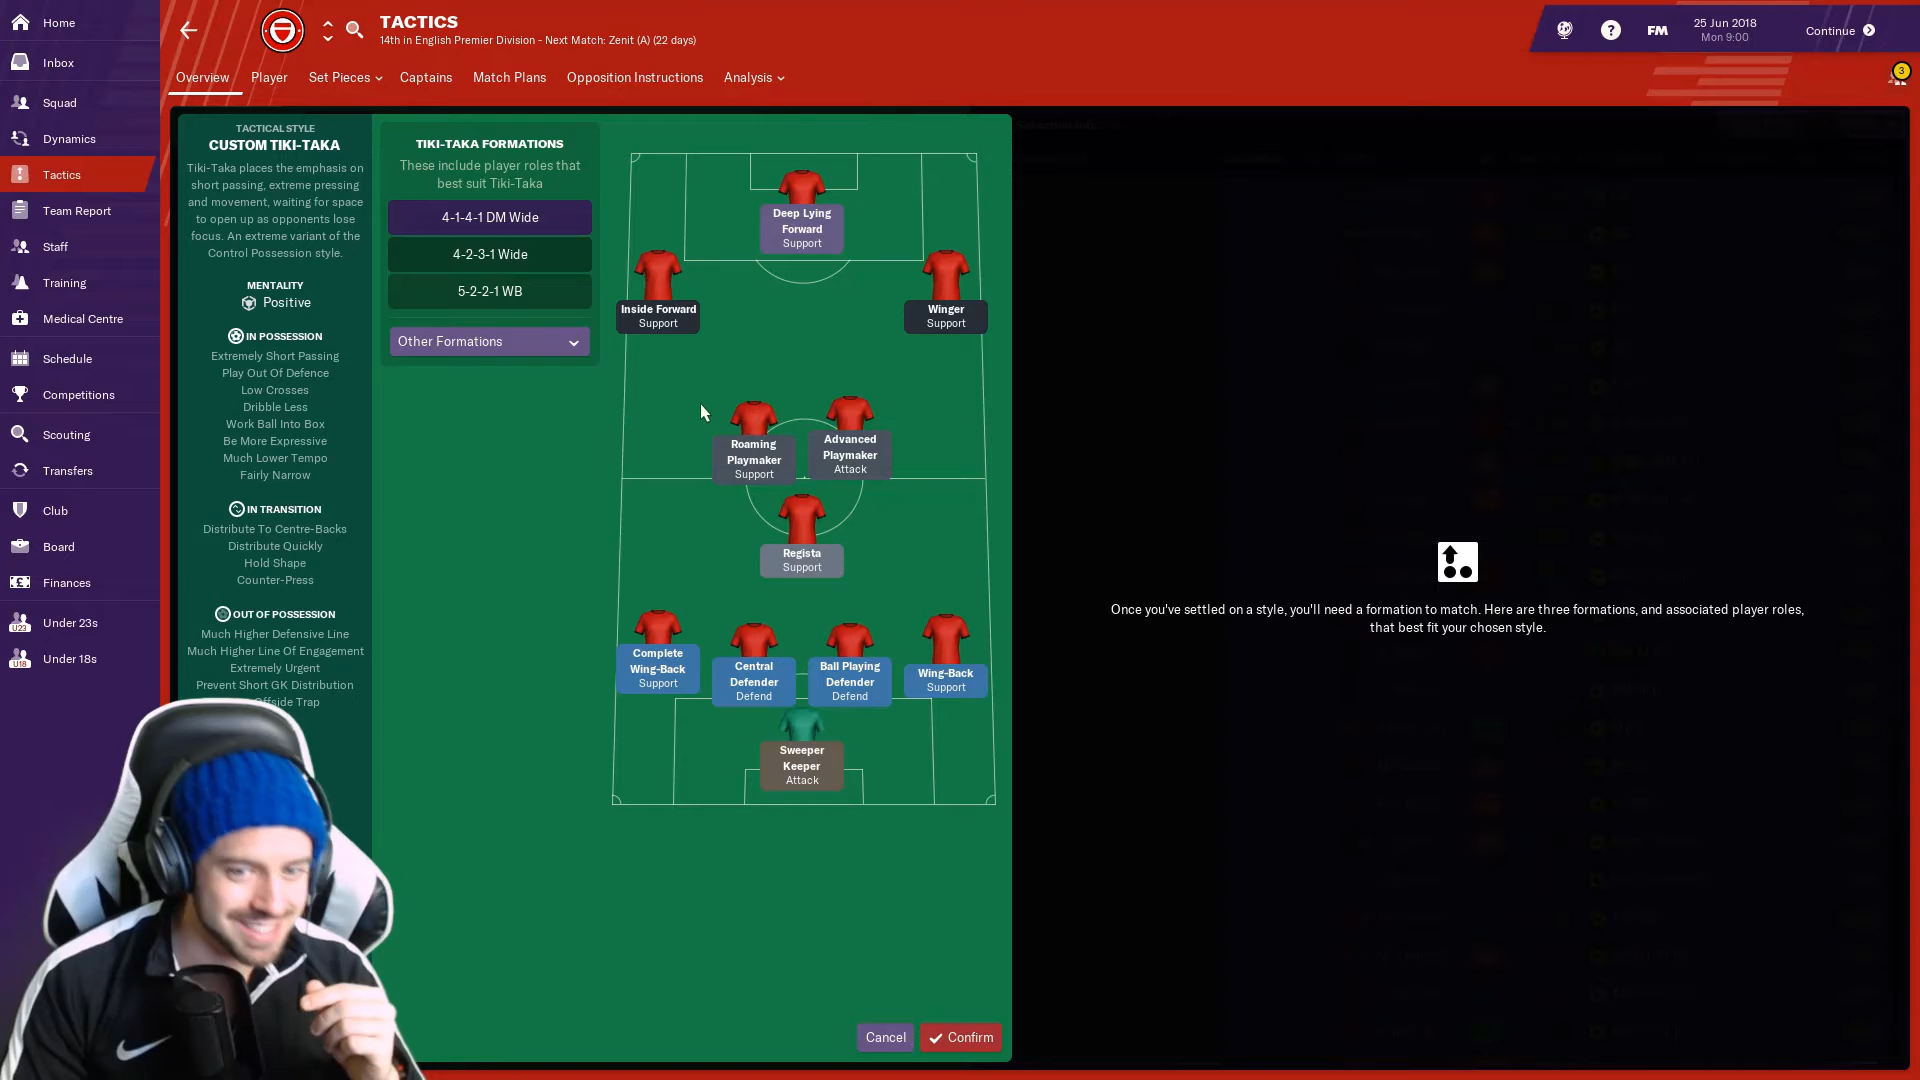 Home
Inbox
Squad
Dynamics
Tactics
Team Report
Staff
Training
Medical Centre
Schedule
Competitions
Scouting
Transfers
Club
Board
Finances
U23
Under 23s
U18
Under 18s
TACTICS
14th in English Premier Division - Next Match: Zenit (A) (22 days)
FM
25 Jun 2018
Mon 9:00
Continue
3
Overview
Player
Set Pieces
Captains
Match Plans
Opposition Instructions
Analysis
TACTICAL STYLE
CUSTOM TIKI-TAKA
Tiki-Taka places the emphasis on
short passing, extreme pressing
and movement, waiting for space
to open up as opponents lose
focus. An extreme variant of the
Control Possession style.
MENTALITY
Positive
IN POSSESSION
Extremely Short Passing
Play Out Of Defence
Low Crosses
Dribble Less
Work Ball Into Box
Be More Expressive
Much Lower Tempo
Fairly Narrow
IN TRANSITION
Distribute To Centre-Backs
Distribute Quickly
Hold Shape
Counter-Press
OUT OF POSSESSION
Much Higher Defensive Line
Much Higher Line Of Engagement
Extremely Urgent
Prevent Short GK Distribution
Offside Trap
TIKI-TAKA FORMATIONS
These include player roles that
best suit Tiki-Taka
4-1-4-1 DM Wide
4-2-3-1 Wide
5-2-2-1 WB
Other Formations
Deep Lying
Forward
Support
Inside Forward
Support
Winger
Support
Roaming
Playmaker
Support
Advanced
Playmaker
Attack
Regista
Support
Complete
Wing-Back
Support
Central
Defender
Defend
Ball Playing
Defender
Defend
Wing-Back
Support
Sweeper
Keeper
Attack
Cancel
Confirm
Once you've settled on a style, you'll need a formation to match. Here are three formations, and associated player roles,
that best fit your chosen style.